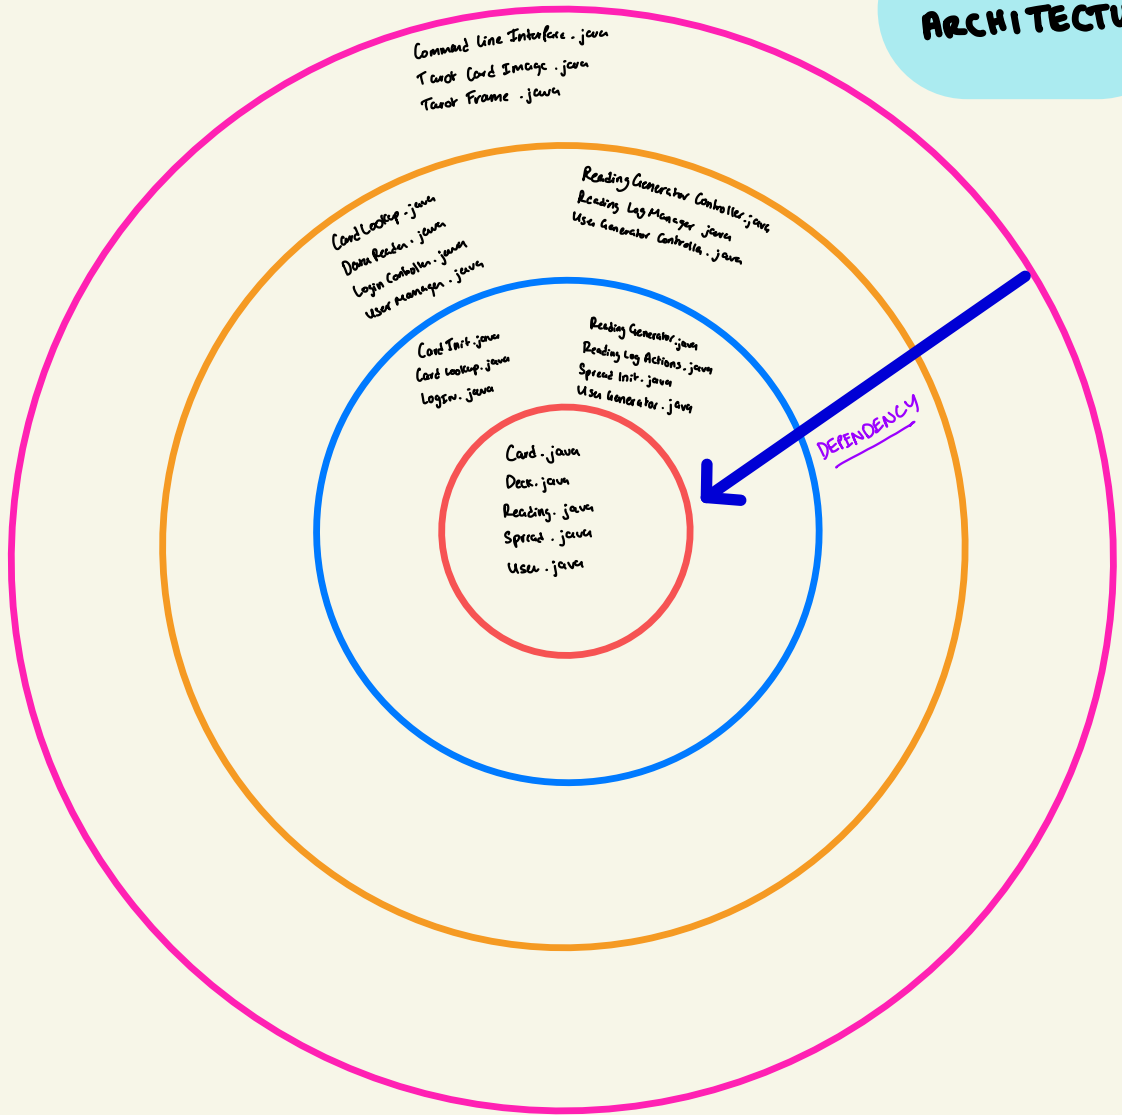 ARCHITECTU
Command Line Interface.java
Tarot Card Image.java
Tarot Frame.java
Card Lookup.java
Data Reader.java
Login Controller.java
User Manager.java
Reading Generator Controller.java
Reading Log Manager java
User Generator Controller.java
Card Init.java
Card Lookup.java
LogIn.java
Reading Generator.java
Reading Log Actions.java
Spread Init.java
User Generator.java
Card.java
Deck.java
Reading.java
Spread.java
User.java
DEPENDENCY